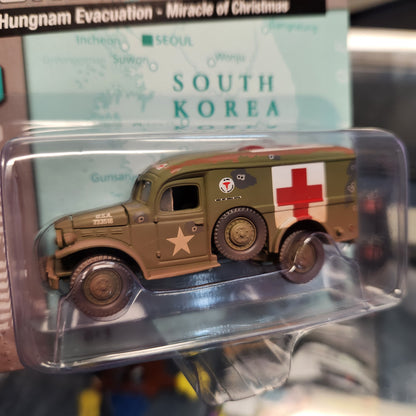 Hungnam Evacuation - Miracle of Christmas
Incheon SEOUL
Suwon Wonju
SOUTH
KOREA
Gunsan
U.S.A.